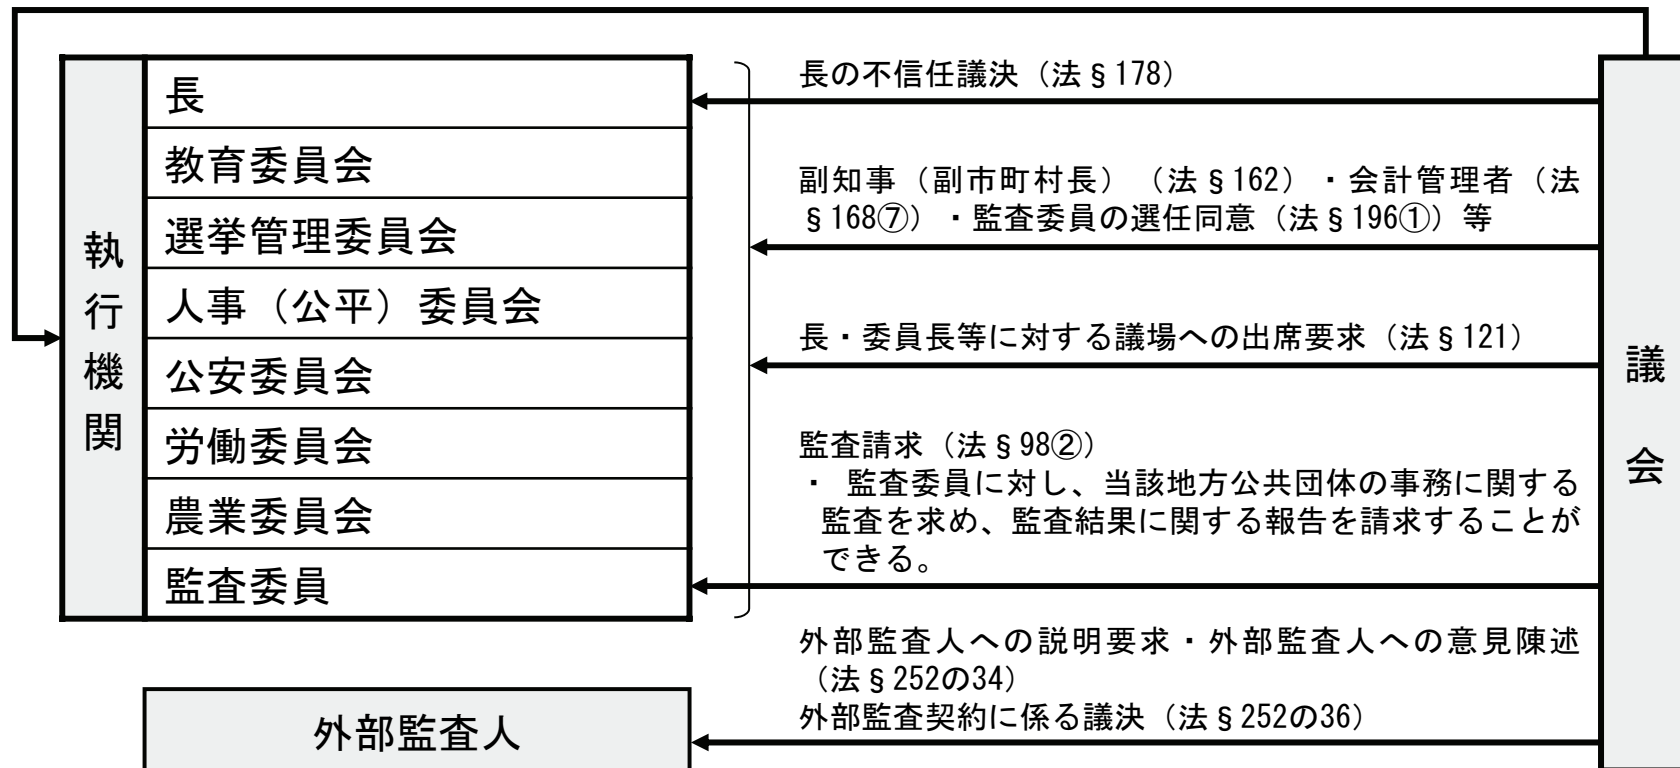 執行機関
長
教育委員会
選挙管理委員会
人事（公平）委員会
公安委員会
労働委員会
農業委員会
監査委員
外部監査人
長の不信任議決（法§178）
副知事（副市町村長）（法§162）・会計管理者（法
§168⑦）・監査委員の選任同意（法§196①）等
長・委員長等に対する議場への出席要求（法§121）
監査請求（法§98②）
・ 監査委員に対し、当該地方公共団体の事務に関する
監査を求め、監査結果に関する報告を請求することが
できる。
外部監査人への説明要求・外部監査人への意見陳述
（法§252の34）
外部監査契約に係る議決（法§252の36）
議会